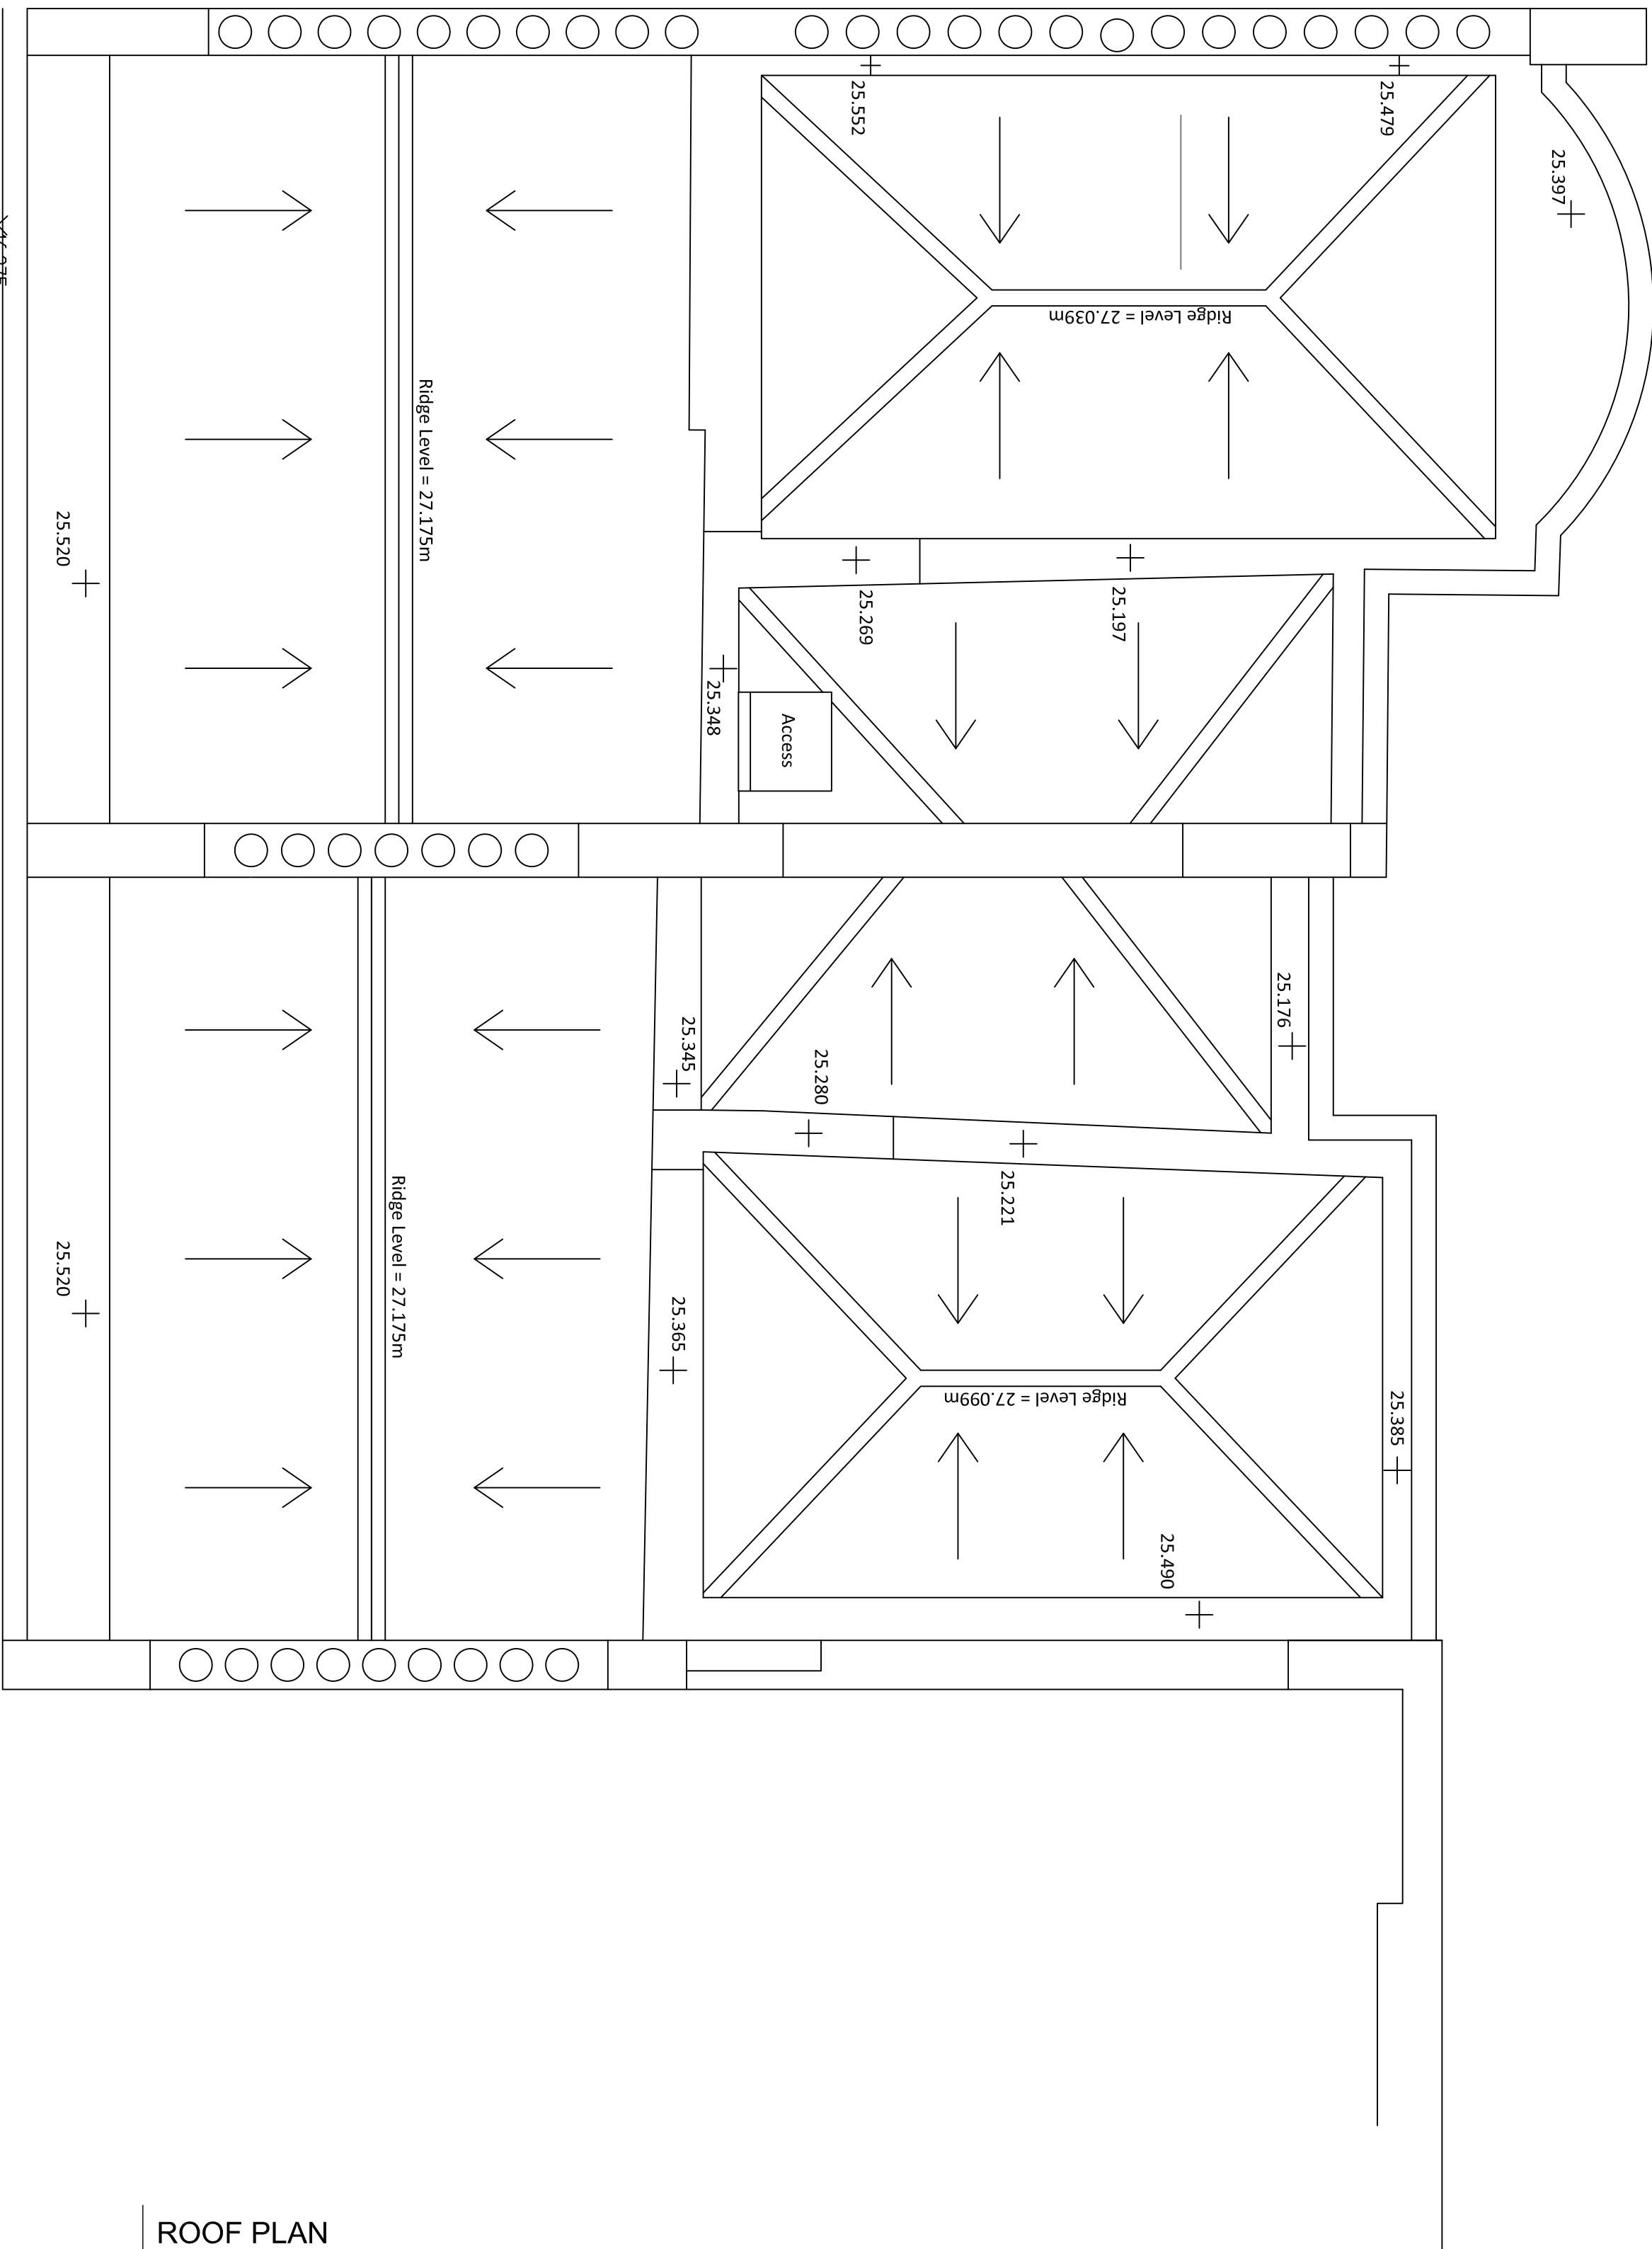 25.552
25.479
25.397
Ridge Level = 27.039m
Ridge Level = 27.175m
25.520
25.269
25.197
25.348
Access
25.176
25.345
25.280
25.221
Ridge Level = 27.175m
25.520
25.365
Ridge Level = 27.099m
25.385
25.490
ROOF PLAN